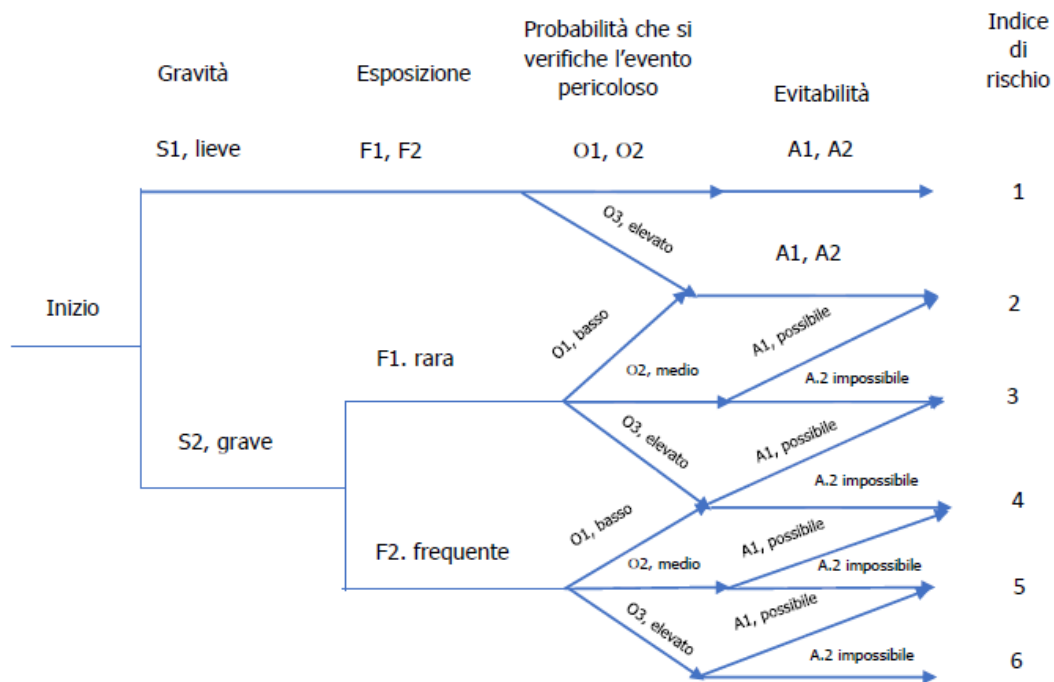 Gravità
Esposizione
Probabilità che si
verifiche l'evento
pericoloso
Evitabilità
Indice
di
rischio
S1, lieve
F1, F2
O1, O2
A1, A2
1
O3, elevato
A1, A2
Inizio
2
O1, basso
A1, possibile
F1. rara
O2, medio
A.2 impossibile
3
S2, grave
O3, elevato
A1, possibile
A.2 impossibile
4
O1, basso
A1, possibile
F2. frequente
O2, medio
A.2 impossibile
5
O3, elevato
A1, possibile
A.2 impossibile
6